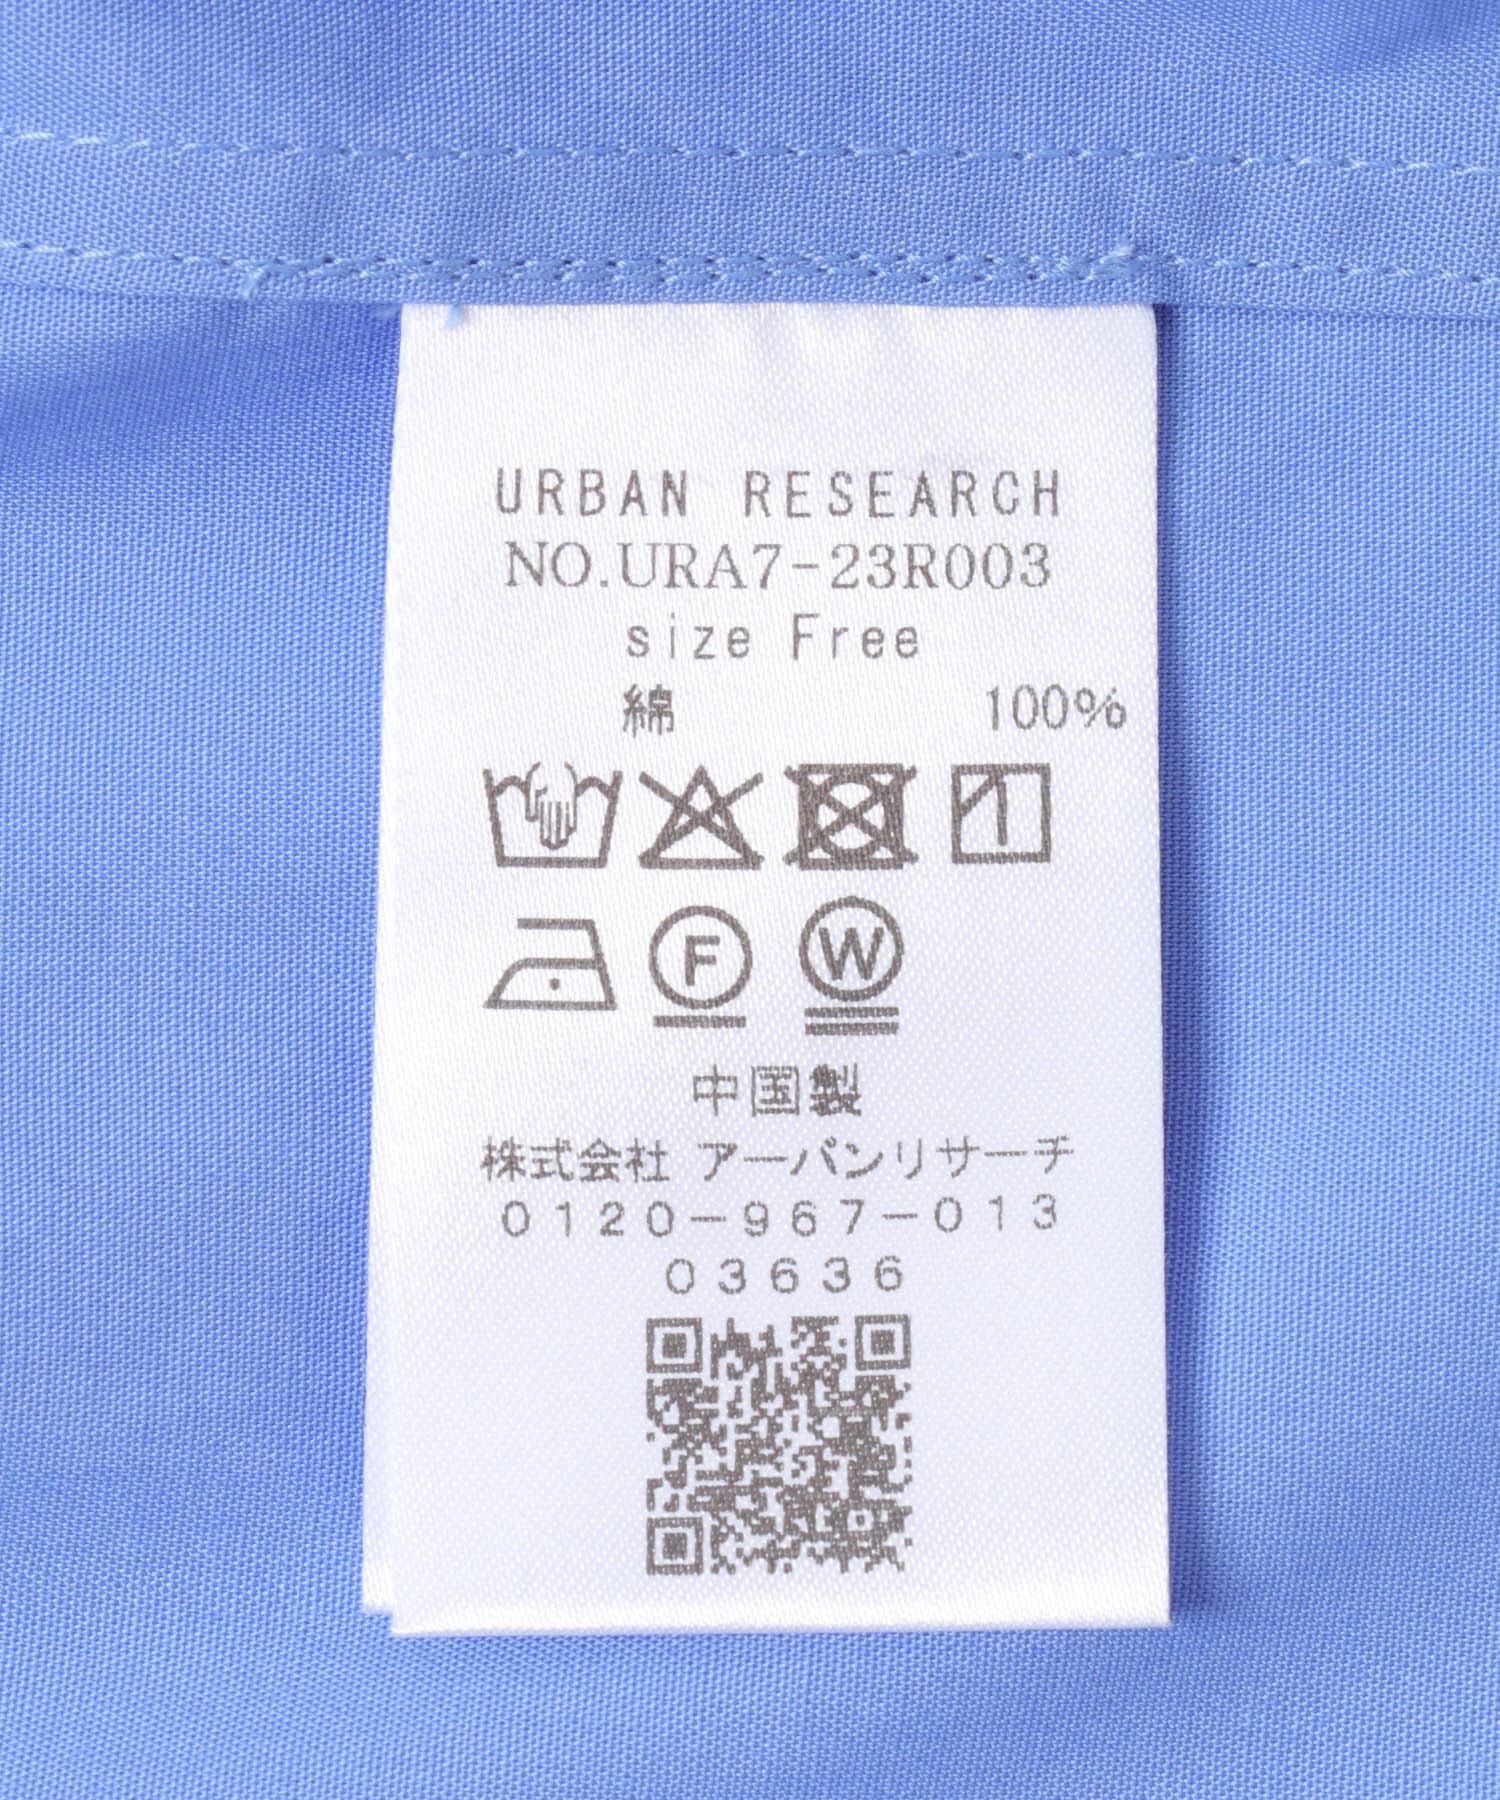 URBAN RESEARCH
NO.URA7-23R003
size Free
綿 100%
F W
中国製
株式会社 アーバンリサーチ
0120-967-013
03636